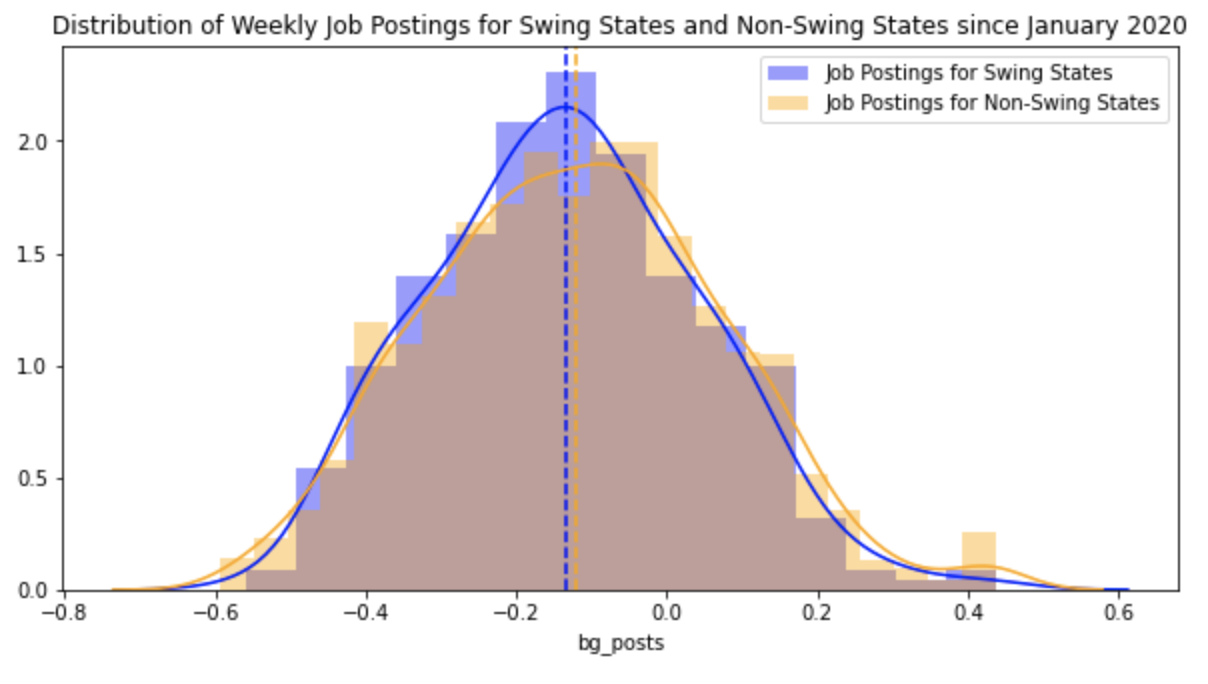 Distribution of Weekly Job Postings for Swing States and Non-Swing States since January 2020
Job Postings for Swing States
Job Postings for Non-Swing States
2.0
1.5
1.0
0.5
0.0
−0.8 −0.6 −0.4 −0.2 0.0 0.2 0.4 0.6
bg_posts